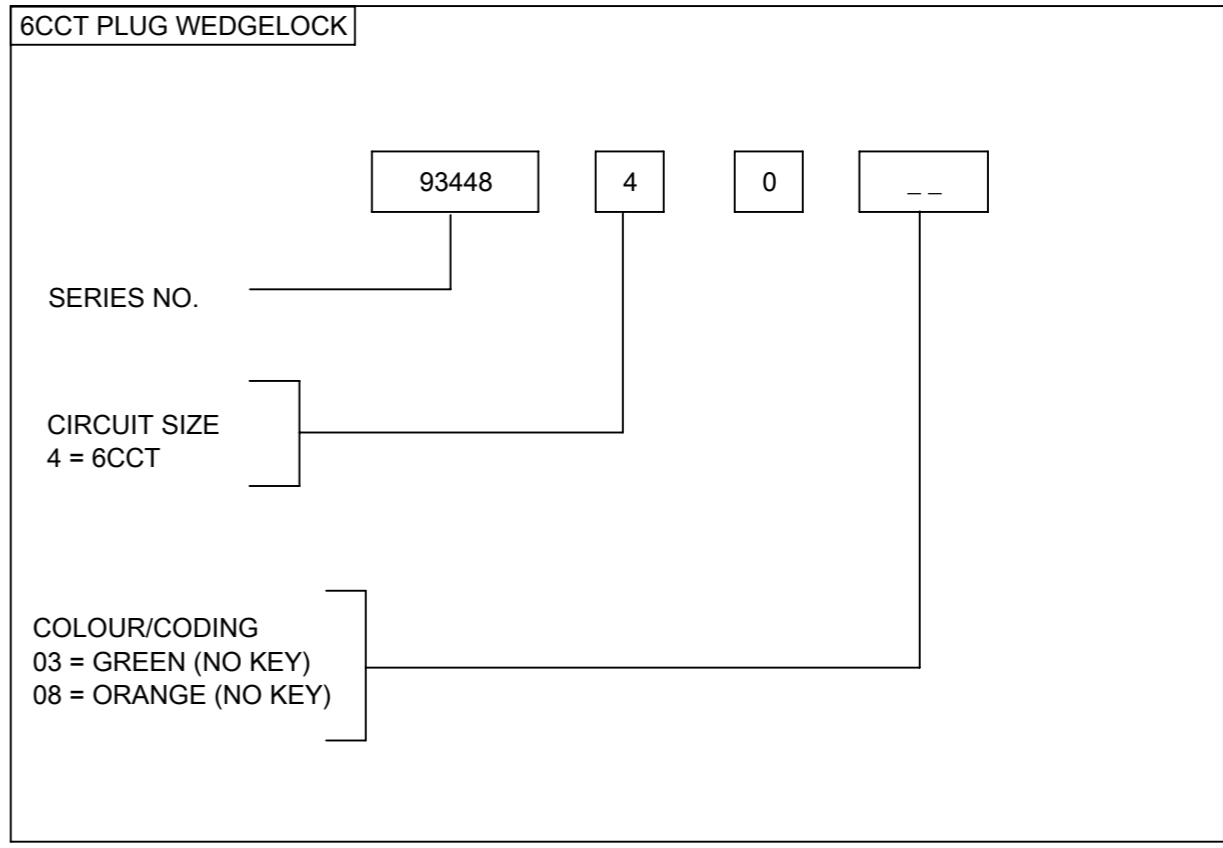 6CCT PLUG WEDGELOCK
93448 4 0 _ _
SERIES NO.
CIRCUIT SIZE
4 = 6CCT
COLOUR/CODING
03 = GREEN (NO KEY)
08 = ORANGE (NO KEY)